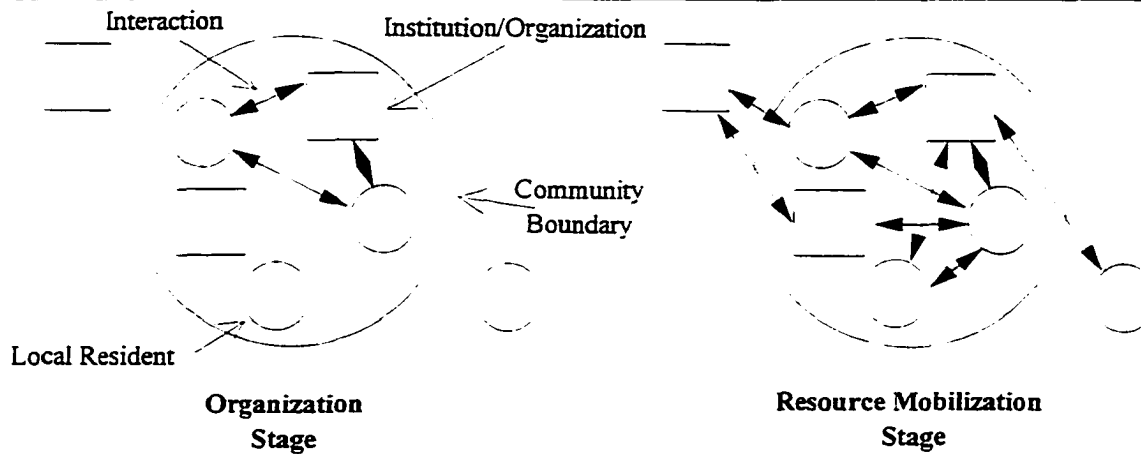 Interaction
Institution/Organization
Community
Boundary
Local Resident
Organization
Stage
Resource Mobilization
Stage